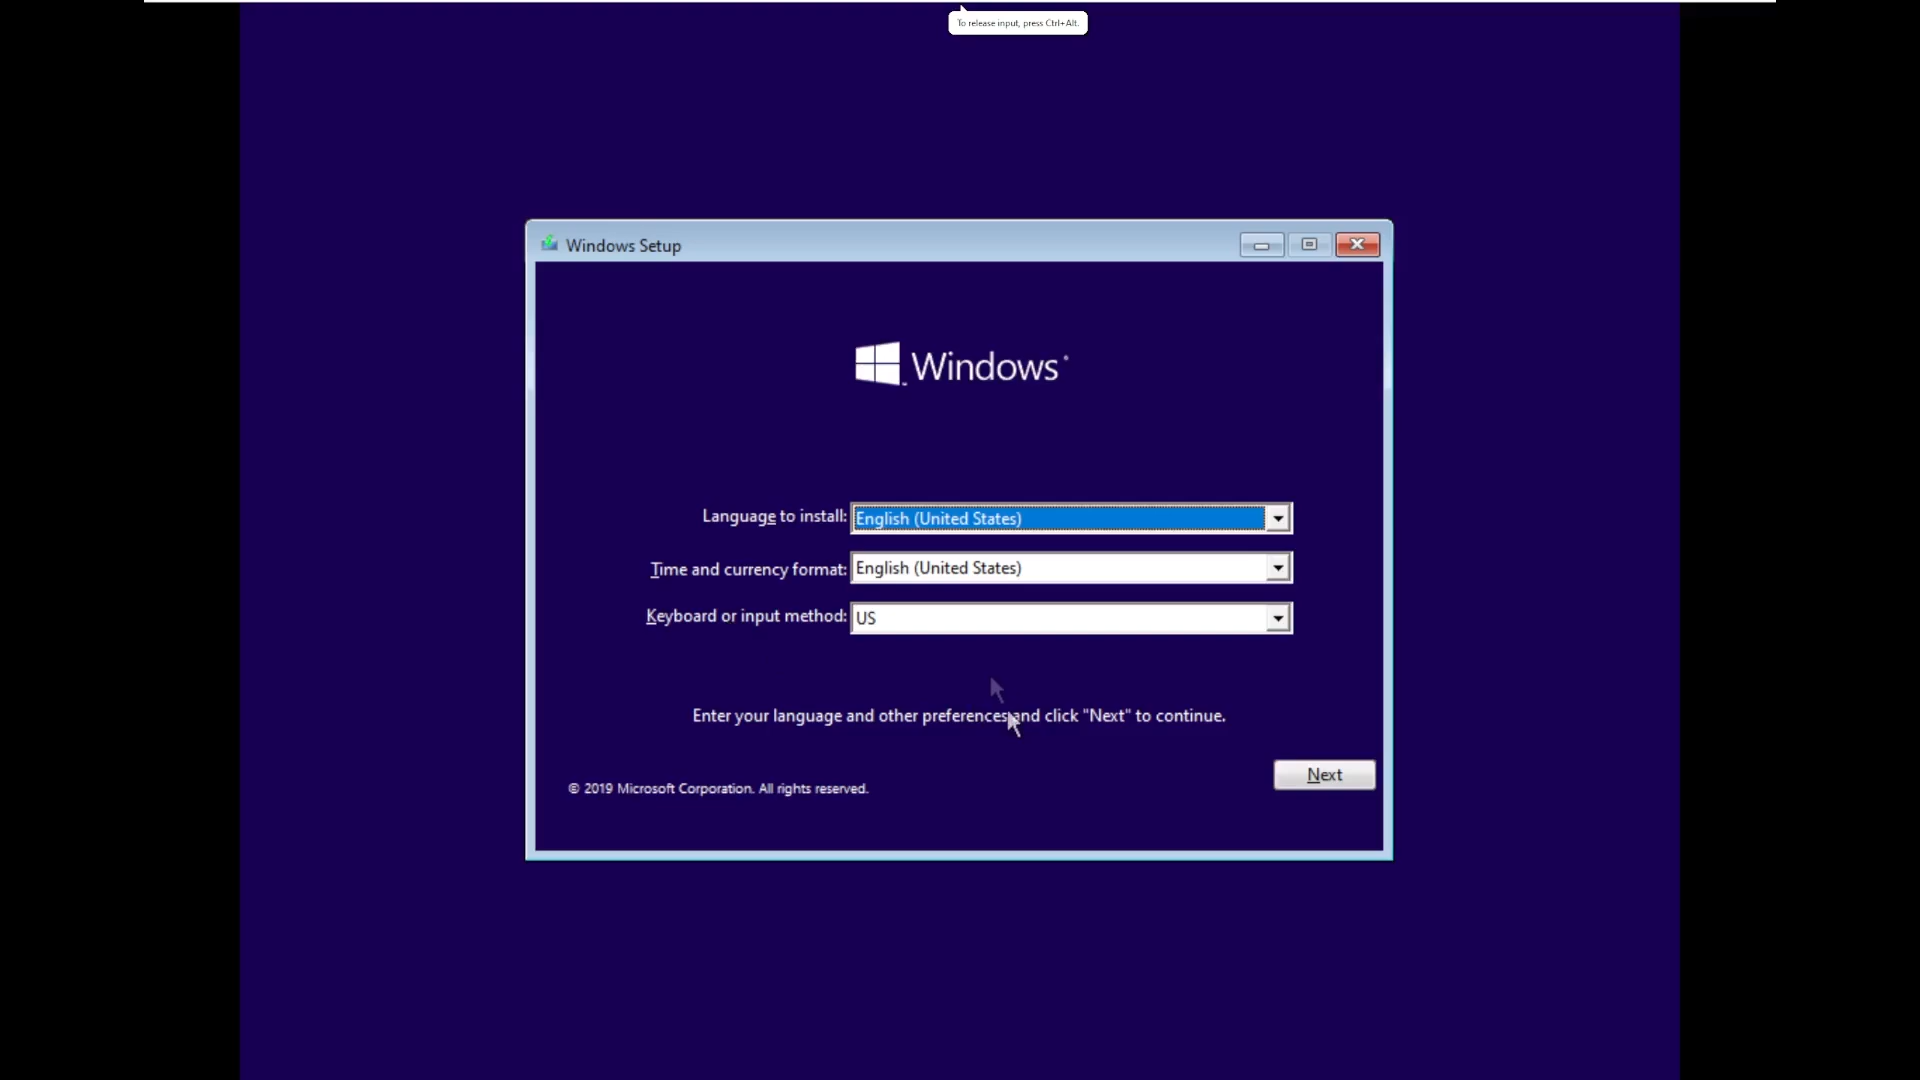 To release input, press Ctrl+Alt.
Windows Setup
Windows
Language to install: English (United States)
Time and currency format: English (United States)
Keyboard or input method: US
Enter your language and other preferences and click "Next" to continue.
Next
© 2019 Microsoft Corporation. All rights reserved.